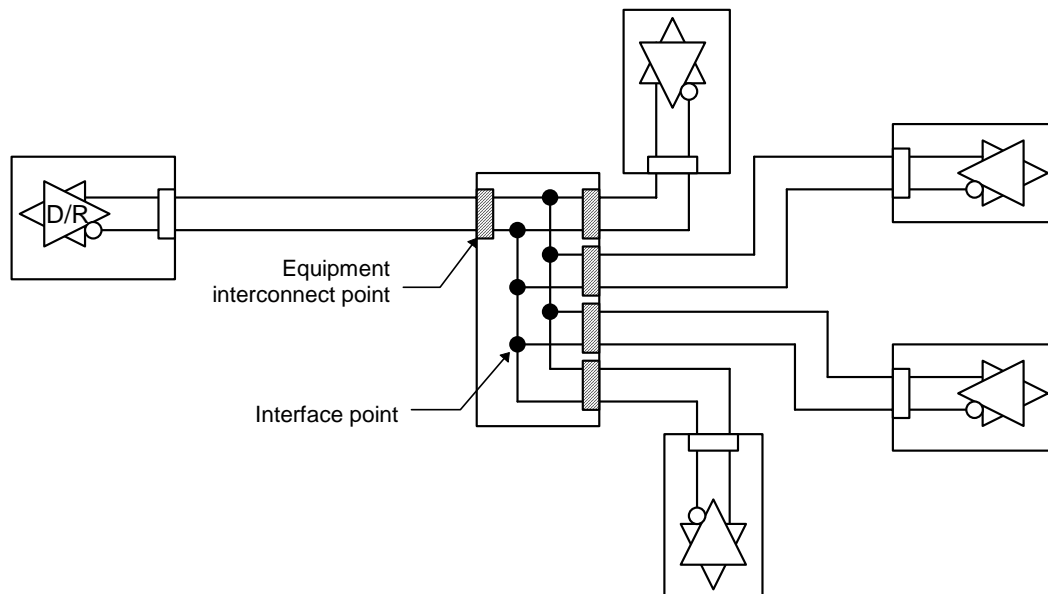 D/R
Equipment
interconnect point
Interface point